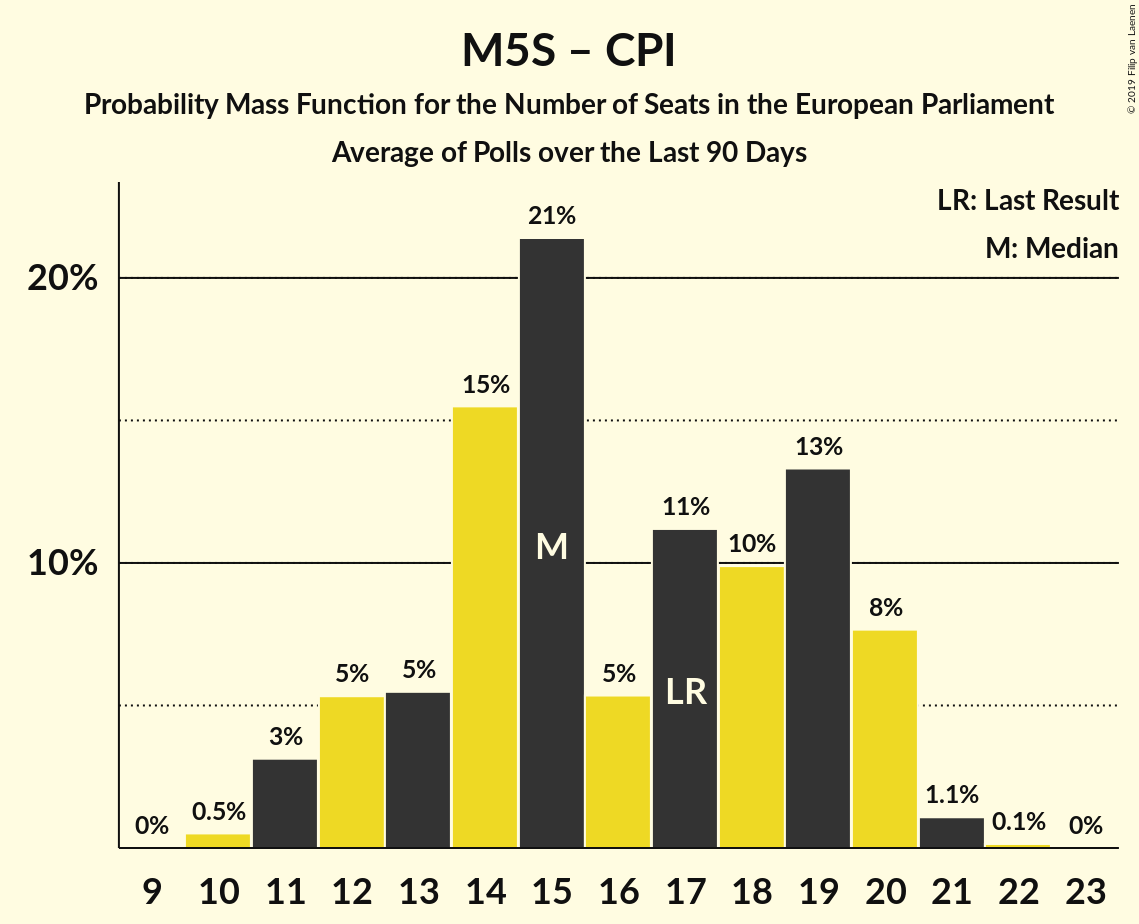 M5S – CPI
Probability Mass Function for the Number of Seats in the European Parliament
Average of Polls over the Last 90 Days
© 2019 Filip van Laenen
LR: Last Result
M: Median
21%
20%
15%
13%
11%
10%
M
10%
8%
5%
5%
5%
LR
3%
1.1%
0.5%
0.1%
0%
0%
9 10 11 12 13 14 15 16 17 18 19 20 21 22 23